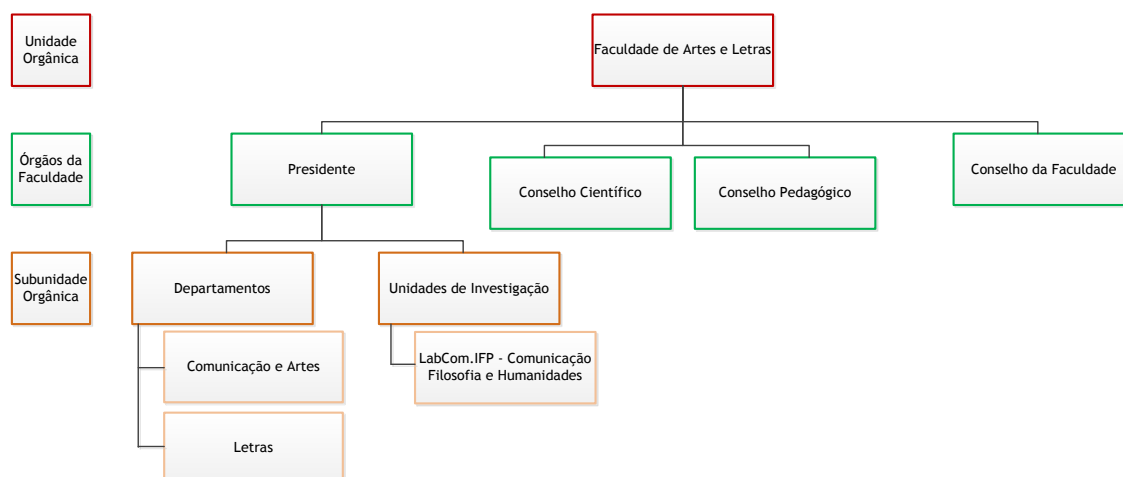 Unidade
Orgânica
Faculdade de Artes e Letras
Órgãos da
Faculdade
Presidente
Conselho Científico
Conselho Pedagógico
Conselho da Faculdade
Subunidade
Orgânica
Departamentos
Unidades de Investigação
Comunicação e Artes
LabCom.IFP - Comunicação
Filosofia e Humanidades
Letras